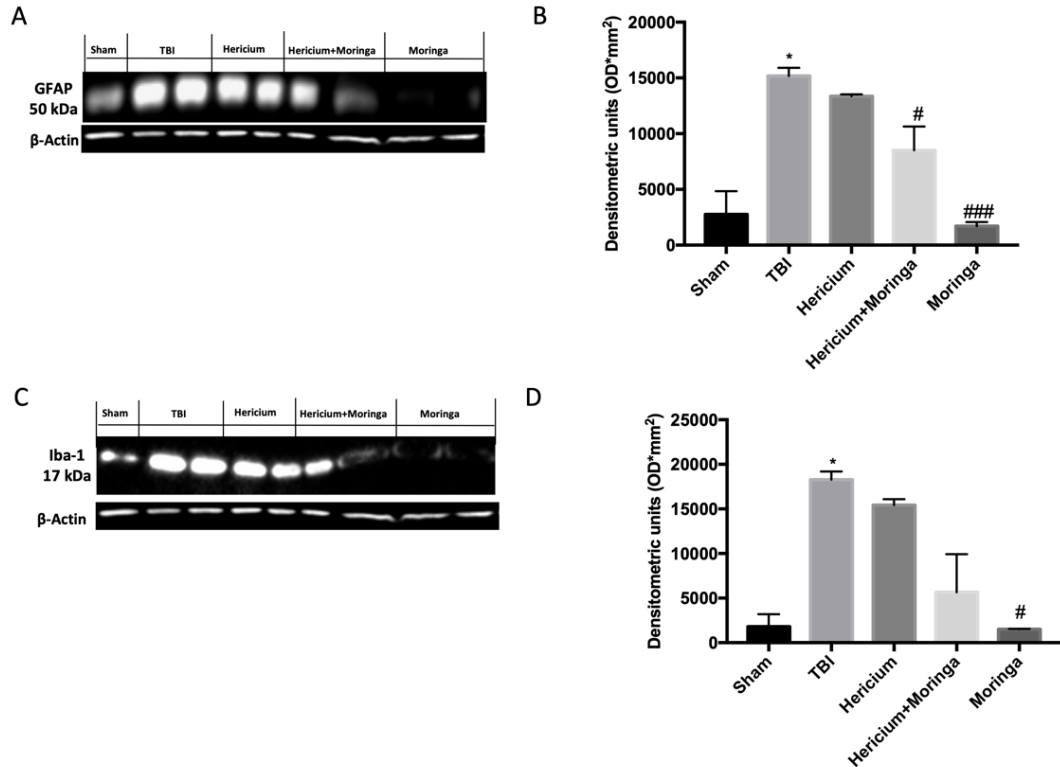 A
Sham TBI Hericium Hericium+Moringa Moringa
GFAP
50 kDa
β-Actin
B
Densitometric units (OD*mm²)
20000
15000
10000
5000
0
*
#
###
Sham
TBI
Hericium
Hericium+Moringa
Moringa
C
Sham TBI Hericium Hericium+Moringa Moringa
Iba-1
17 kDa
β-Actin
D
Densitometric units (OD*mm²)
25000
20000
15000
10000
5000
0
*
#
Sham
TBI
Hericium
Hericium+Moringa
Moringa